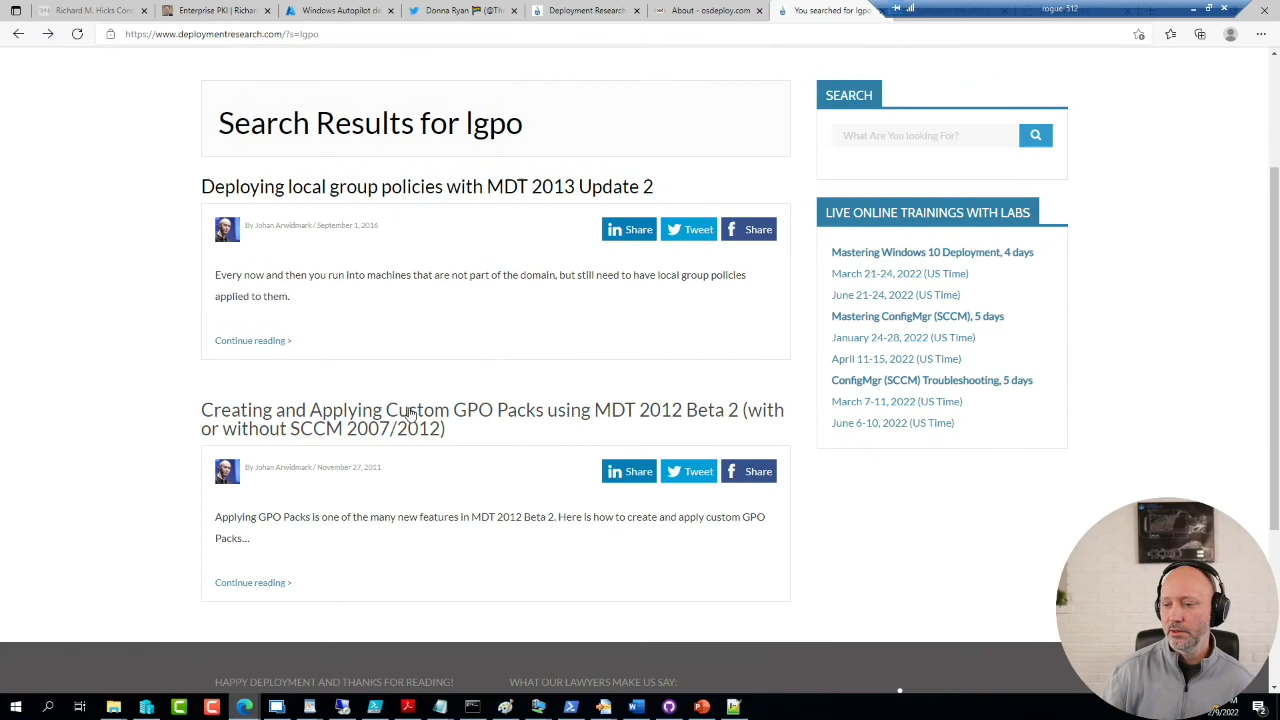 Enterprise PKI
Richard M. Hicks Con
Windows Autopilot de
Donna Ryan
Deployment Research
About - osdeploy.com
You searched for lgpo
rogue-512
https://www.deploymentresearch.com/?s=lgpo
Search Results for lgpo
Deploying local group policies with MDT 2013 Update 2
By Johan Arwidmark / September 1, 2016
Share
Tweet
Share
Every now and then you run into machines that are not part of the domain, but still need to have local group policies
applied to them.
Continue reading >
Creating and Applying Custom GPO Packs using MDT 2012 Beta 2 (with
or without SCCM 2007/2012)
By Johan Arwidmark / November 27, 2011
Share
Tweet
Share
Applying GPO Packs is one of the many new features in MDT 2012 Beta 2. Here is how to create and apply custom GPO
Packs…
Continue reading >
SEARCH
What Are You looking For?
LIVE ONLINE TRAININGS WITH LABS
Mastering Windows 10 Deployment, 4 days
March 21-24, 2022 (US Time)
June 21-24, 2022 (US Time)
Mastering ConfigMgr (SCCM), 5 days
January 24-28, 2022 (US Time)
April 11-15, 2022 (US Time)
ConfigMgr (SCCM) Troubleshooting, 5 days
March 7-11, 2022 (US Time)
June 6-10, 2022 (US Time)
HAPPY DEPLOYMENT AND THANKS FOR READING!
WHAT OUR LAWYERS MAKE US SAY:
2/9/2022